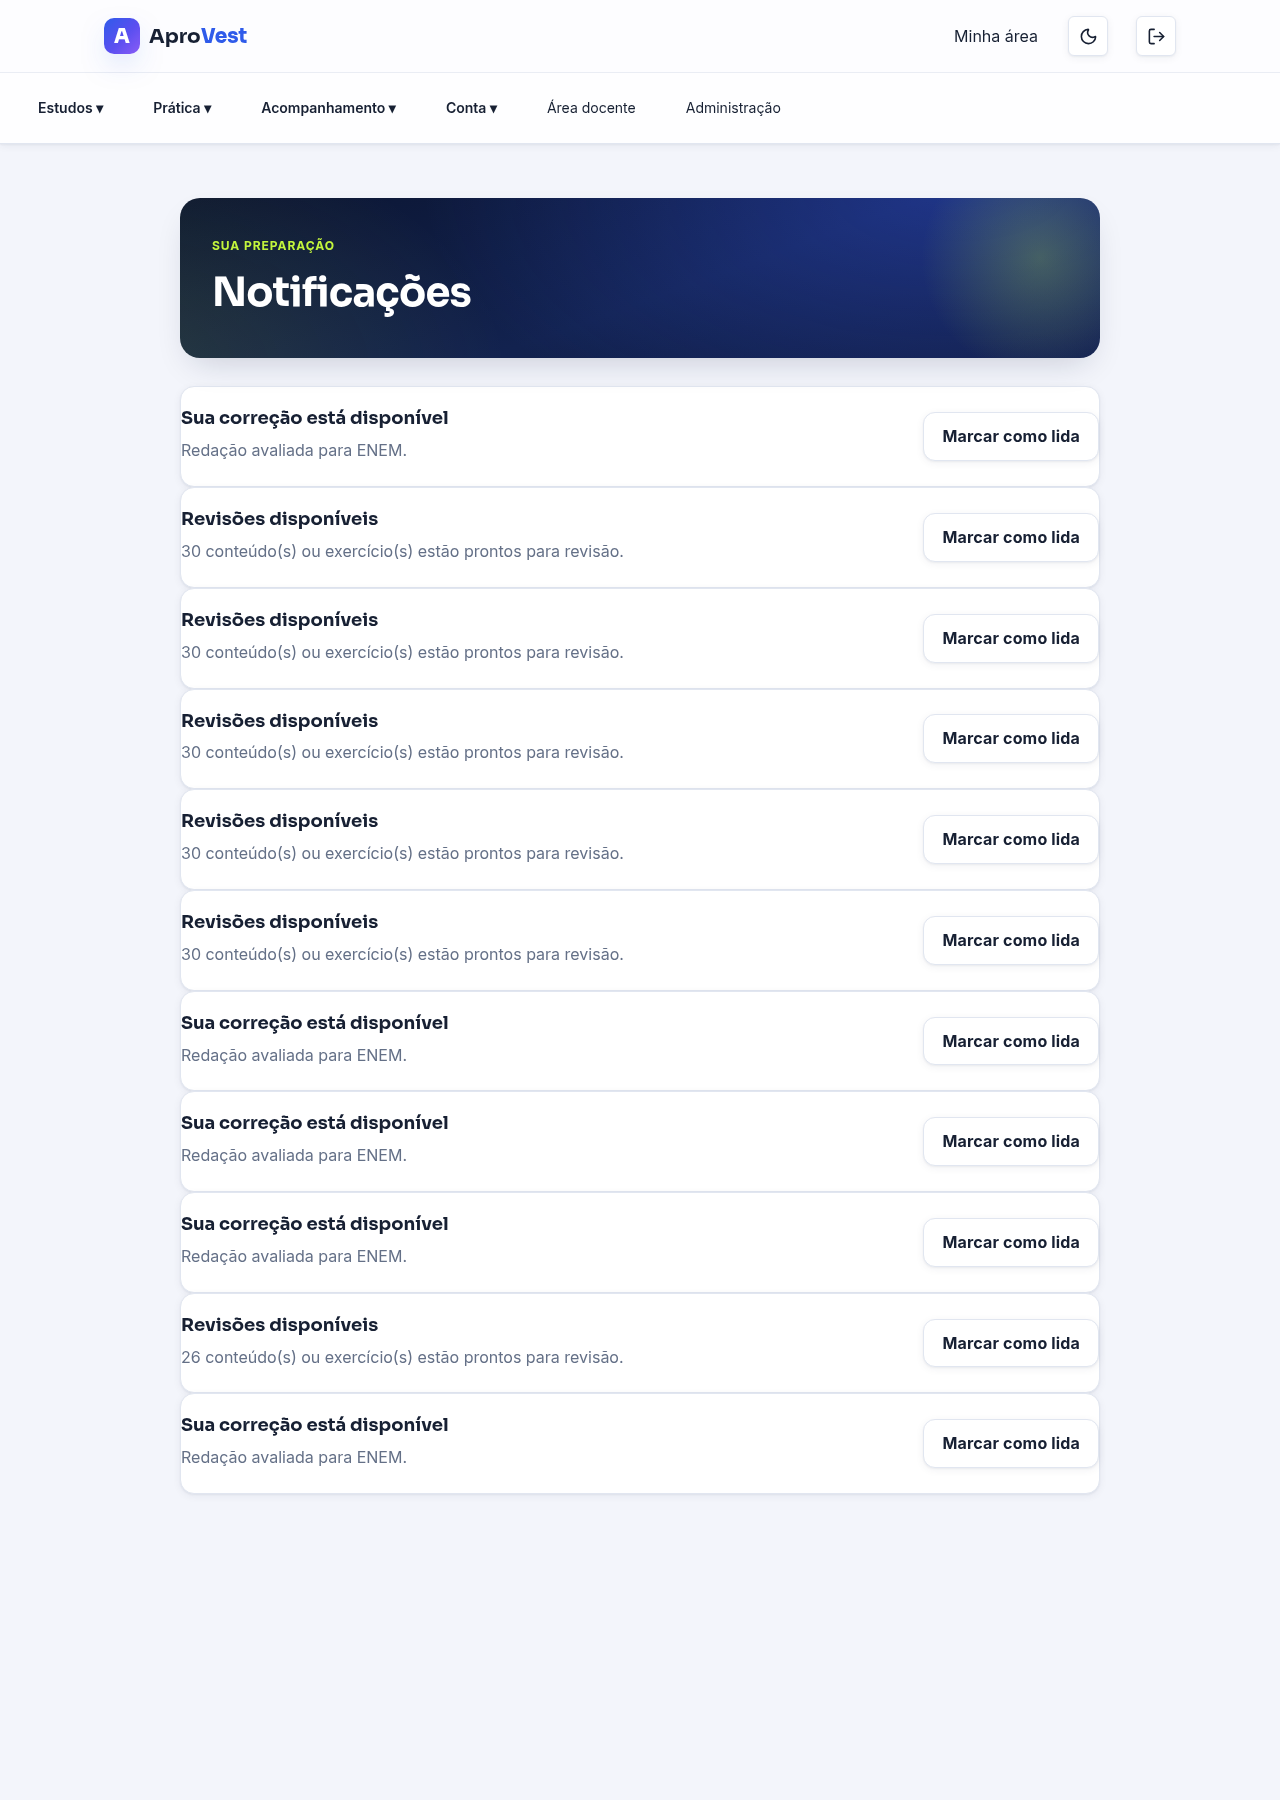 A AproVest
Minha área
Estudos ▾ Prática ▾ Acompanhamento ▾ Conta ▾ Área docente Administração
SUA PREPARAÇÃO
Notificações
Sua correção está disponível
Redação avaliada para ENEM.
Marcar como lida
Revisões disponíveis
30 conteúdo(s) ou exercício(s) estão prontos para revisão.
Marcar como lida
Revisões disponíveis
30 conteúdo(s) ou exercício(s) estão prontos para revisão.
Marcar como lida
Revisões disponíveis
30 conteúdo(s) ou exercício(s) estão prontos para revisão.
Marcar como lida
Revisões disponíveis
30 conteúdo(s) ou exercício(s) estão prontos para revisão.
Marcar como lida
Revisões disponíveis
30 conteúdo(s) ou exercício(s) estão prontos para revisão.
Marcar como lida
Sua correção está disponível
Redação avaliada para ENEM.
Marcar como lida
Sua correção está disponível
Redação avaliada para ENEM.
Marcar como lida
Sua correção está disponível
Redação avaliada para ENEM.
Marcar como lida
Revisões disponíveis
26 conteúdo(s) ou exercício(s) estão prontos para revisão.
Marcar como lida
Sua correção está disponível
Redação avaliada para ENEM.
Marcar como lida